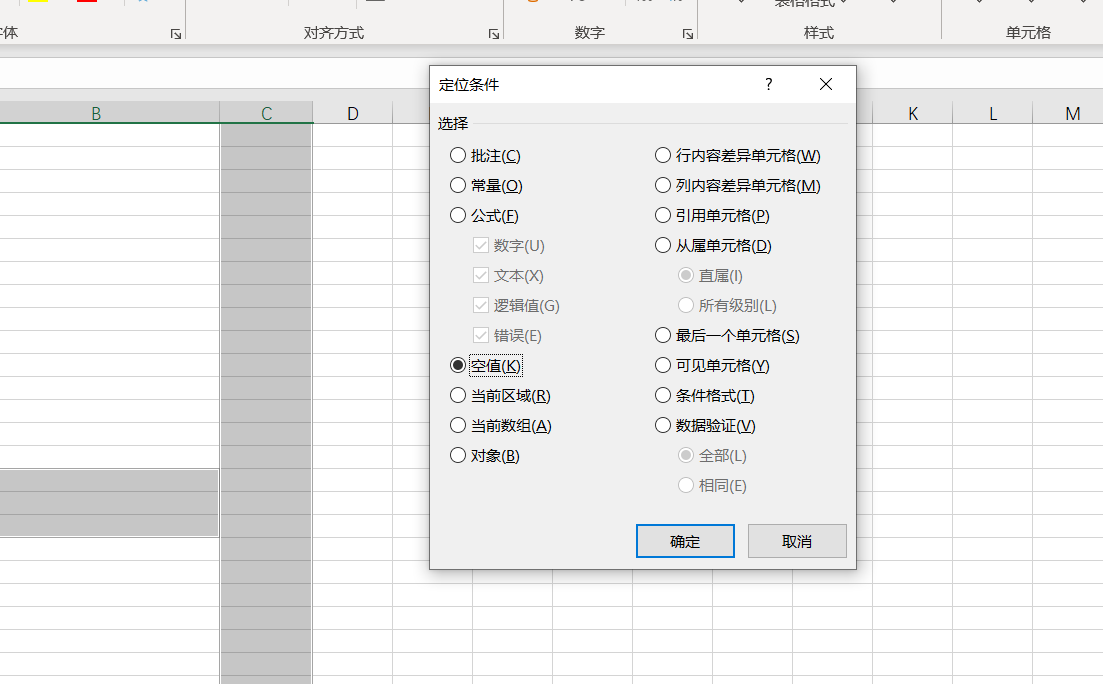 表格格式
体 对齐方式 数字 样式 单元格
定位条件 ?
B C D K L M
选择
批注(C) 行内容差异单元格(W)
常量(O) 列内容差异单元格(M)
公式(F) 引用单元格(P)
数字(U) 从属单元格(D)
文本(X) 直属(I)
逻辑值(G) 所有级别(L)
错误(E) 最后一个单元格(S)
空值(K) 可见单元格(Y)
当前区域(R) 条件格式(T)
当前数组(A) 数据验证(V)
对象(B) 全部(L)
相同(E)
确定 取消